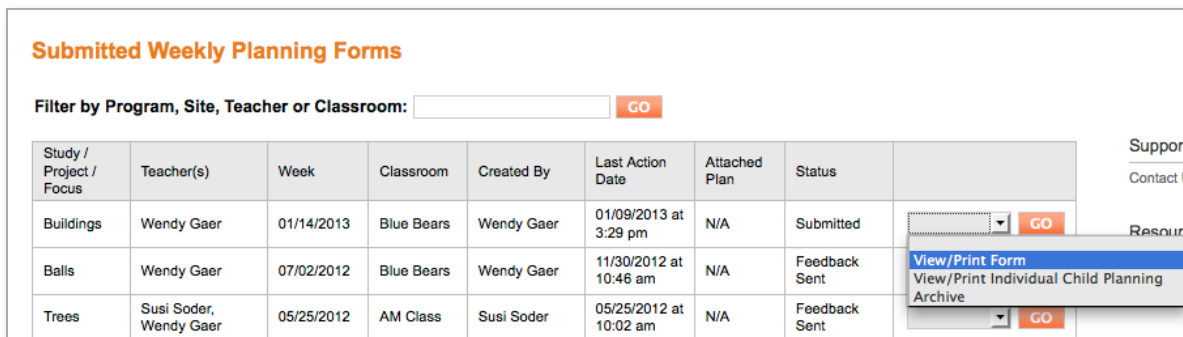 Submitted Weekly Planning Forms
Filter by Program, Site, Teacher or Classroom: GO
Study / Project / Focus Teacher(s) Week Classroom Created By Last Action Date Attached Plan Status
Buildings Wendy Gaer 01/14/2013 Blue Bears Wendy Gaer 01/09/2013 at 3:29 pm N/A Submitted GO
Balls Wendy Gaer 07/02/2012 Blue Bears Wendy Gaer 11/30/2012 at 10:46 am N/A Feedback Sent
View/Print Form
View/Print Individual Child Planning
Archive
Trees Susi Soder, Wendy Gaer 05/25/2012 AM Class Susi Soder 05/25/2012 at 10:02 am N/A Feedback Sent GO
Suppor
Contact
Resour